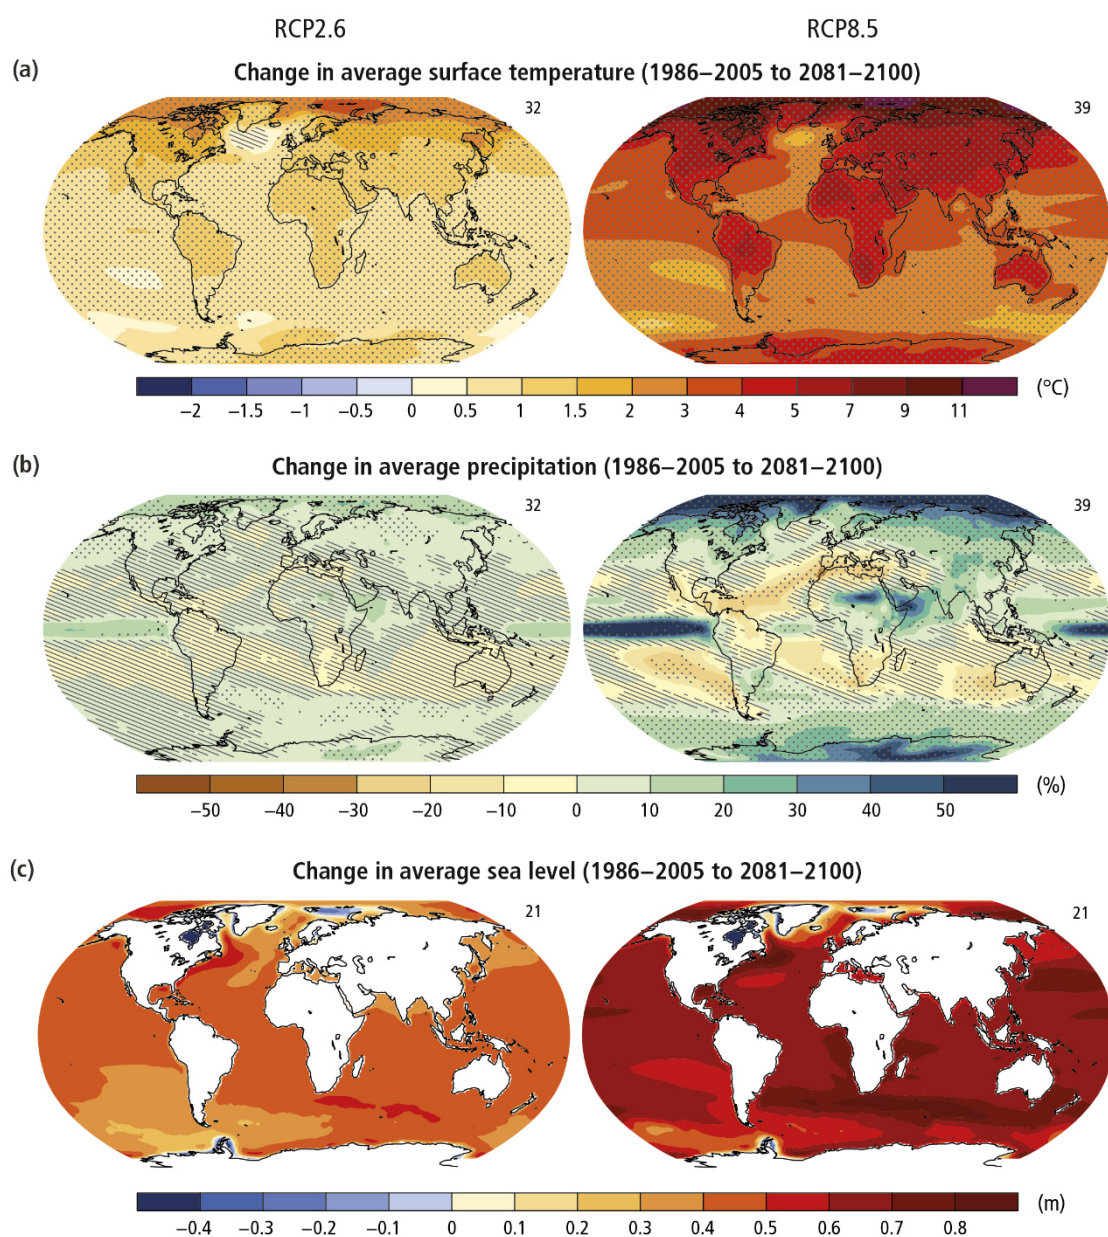 RCP2.6 RCP8.5
(a) Change in average surface temperature (1986–2005 to 2081–2100)
32 39
−2 −1.5 −1 −0.5 0 0.5 1 1.5 2 3 4 5 7 9 11 (°C)
(b) Change in average precipitation (1986–2005 to 2081–2100)
32 39
−50 −40 −30 −20 −10 0 10 20 30 40 50 (%)
(c) Change in average sea level (1986–2005 to 2081–2100)
21 21
−0.4 −0.3 −0.2 −0.1 0 0.1 0.2 0.3 0.4 0.5 0.6 0.7 0.8 (m)